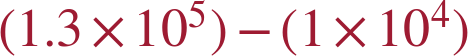 (1.3 × 10⁵) − (1 × 10⁴)